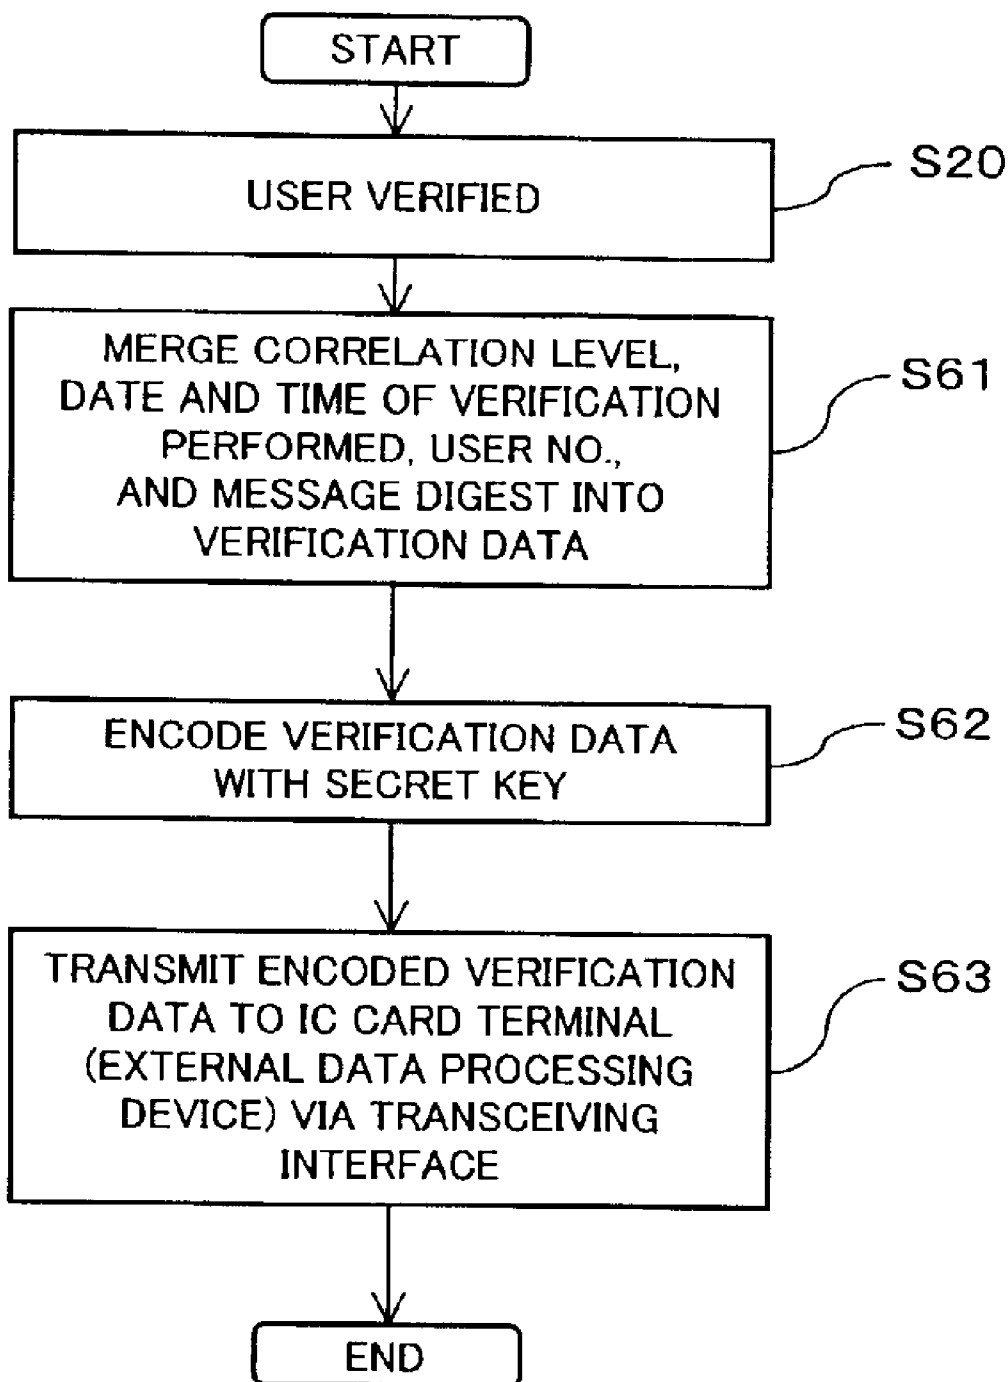 START
USER VERIFIED
S20
MERGE CORRELATION LEVEL,
DATE AND TIME OF VERIFICATION
PERFORMED, USER NO.,
AND MESSAGE DIGEST INTO
VERIFICATION DATA
S61
ENCODE VERIFICATION DATA
WITH SECRET KEY
S62
TRANSMIT ENCODED VERIFICATION
DATA TO IC CARD TERMINAL
(EXTERNAL DATA PROCESSING
DEVICE) VIA TRANSCEIVING
INTERFACE
S63
END